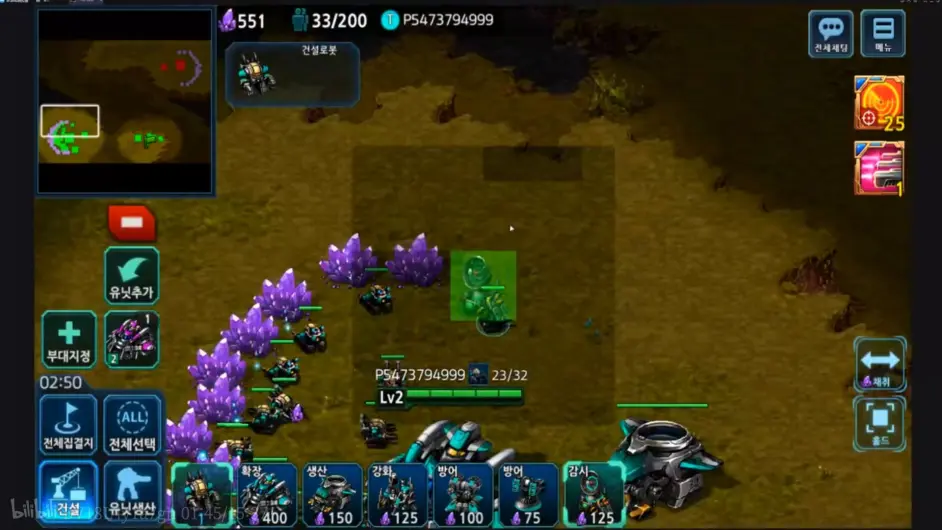 551
33/200
T P5473794999
건설로봇
전체채팅
메뉴
25
1
유닛추가
부대지정
1
2
02:50
P5473794999
23/32
Lv2
채취
홀드
전체집결지
ALL
전체선택
건설
유닛생산
확장
400
생산
150
강화
125
방어
100
방어
75
감시
125
bilibili